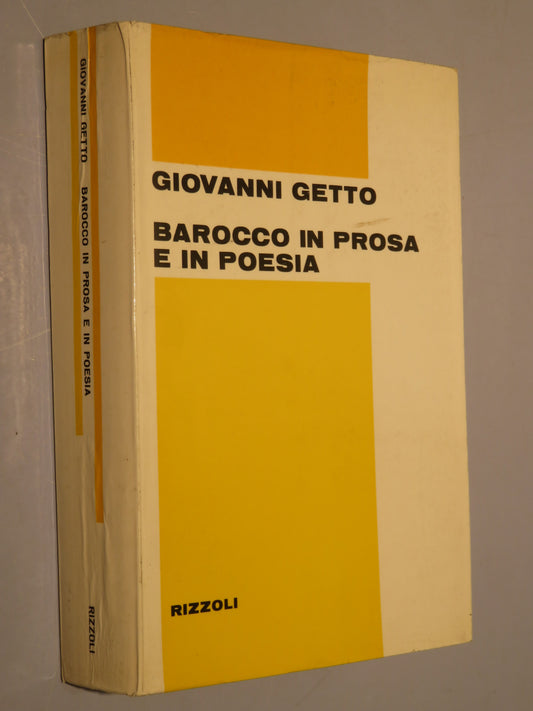 GIOVANNI GETTO
BAROCCO IN PROSA
E IN POESIA
RIZZOLI
GIOVANNI GETTO BAROCCO IN PROSA E IN POESIA
RIZZOLI